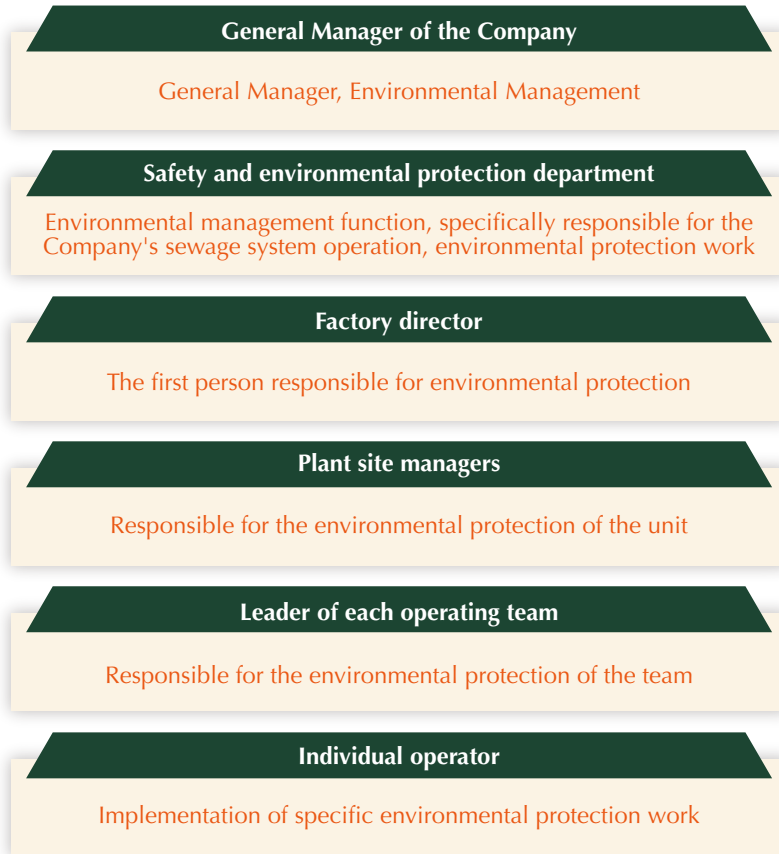 General Manager of the Company
General Manager, Environmental Management
Safety and environmental protection department
Environmental management function, specifically responsible for the
Company's sewage system operation, environmental protection work
Factory director
The first person responsible for environmental protection
Plant site managers
Responsible for the environmental protection of the unit
Leader of each operating team
Responsible for the environmental protection of the team
Individual operator
Implementation of specific environmental protection work